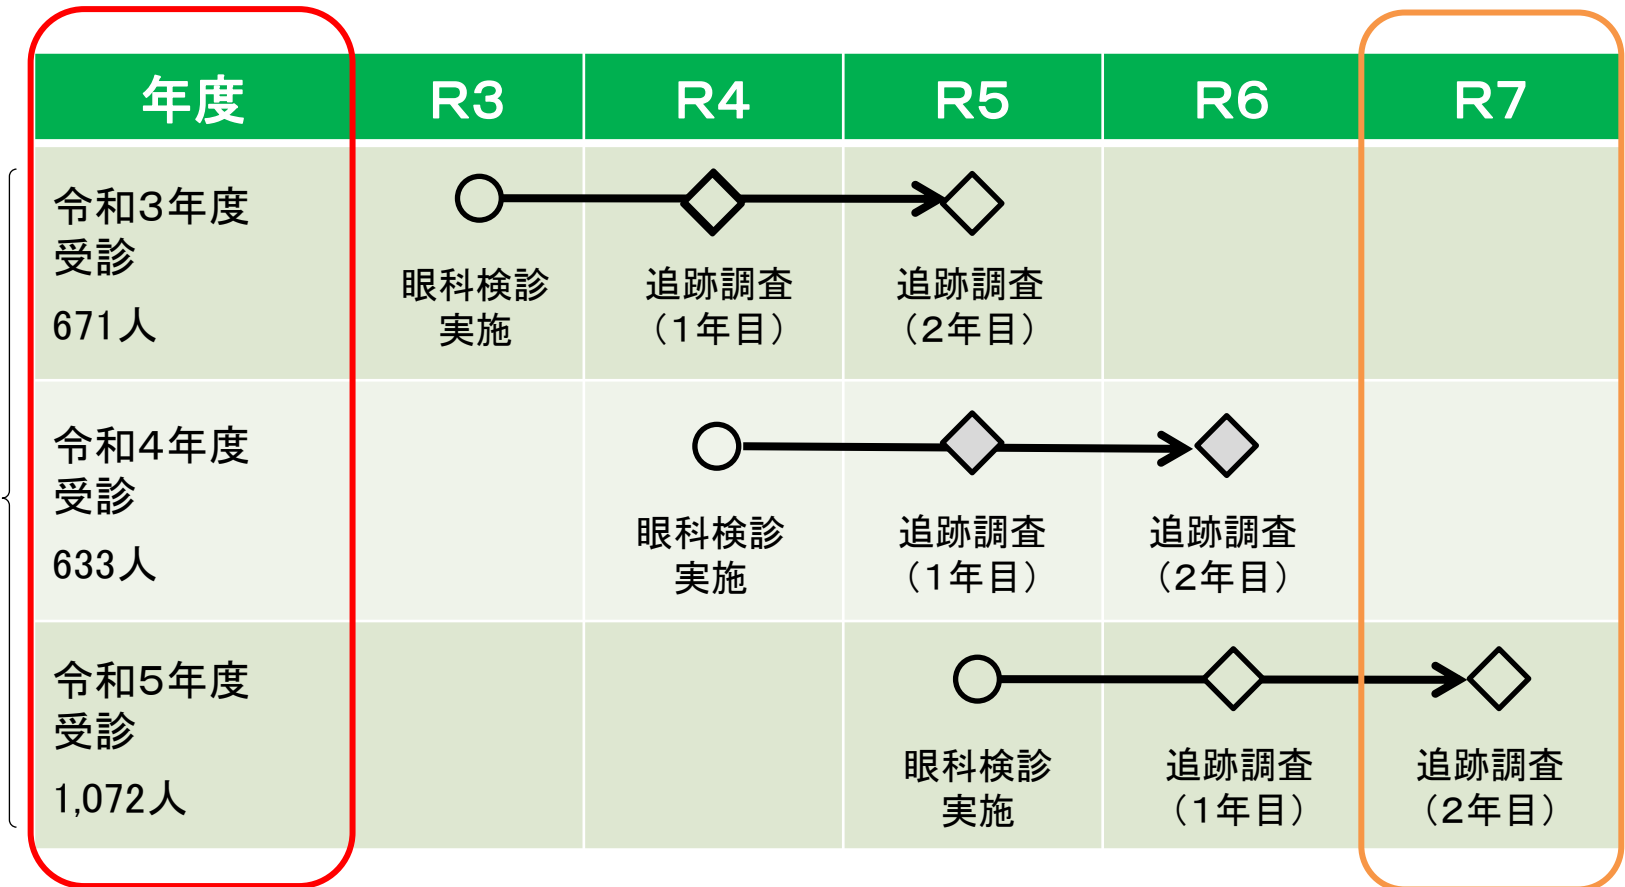 年度 R3 R4 R5 R6 R7
令和3年度
受診
671人
眼科検診
実施
追跡調査
（1年目）
追跡調査
（2年目）
令和4年度
受診
633人
眼科検診
実施
追跡調査
（1年目）
追跡調査
（2年目）
令和5年度
受診
1,072人
眼科検診
実施
追跡調査
（1年目）
追跡調査
（2年目）